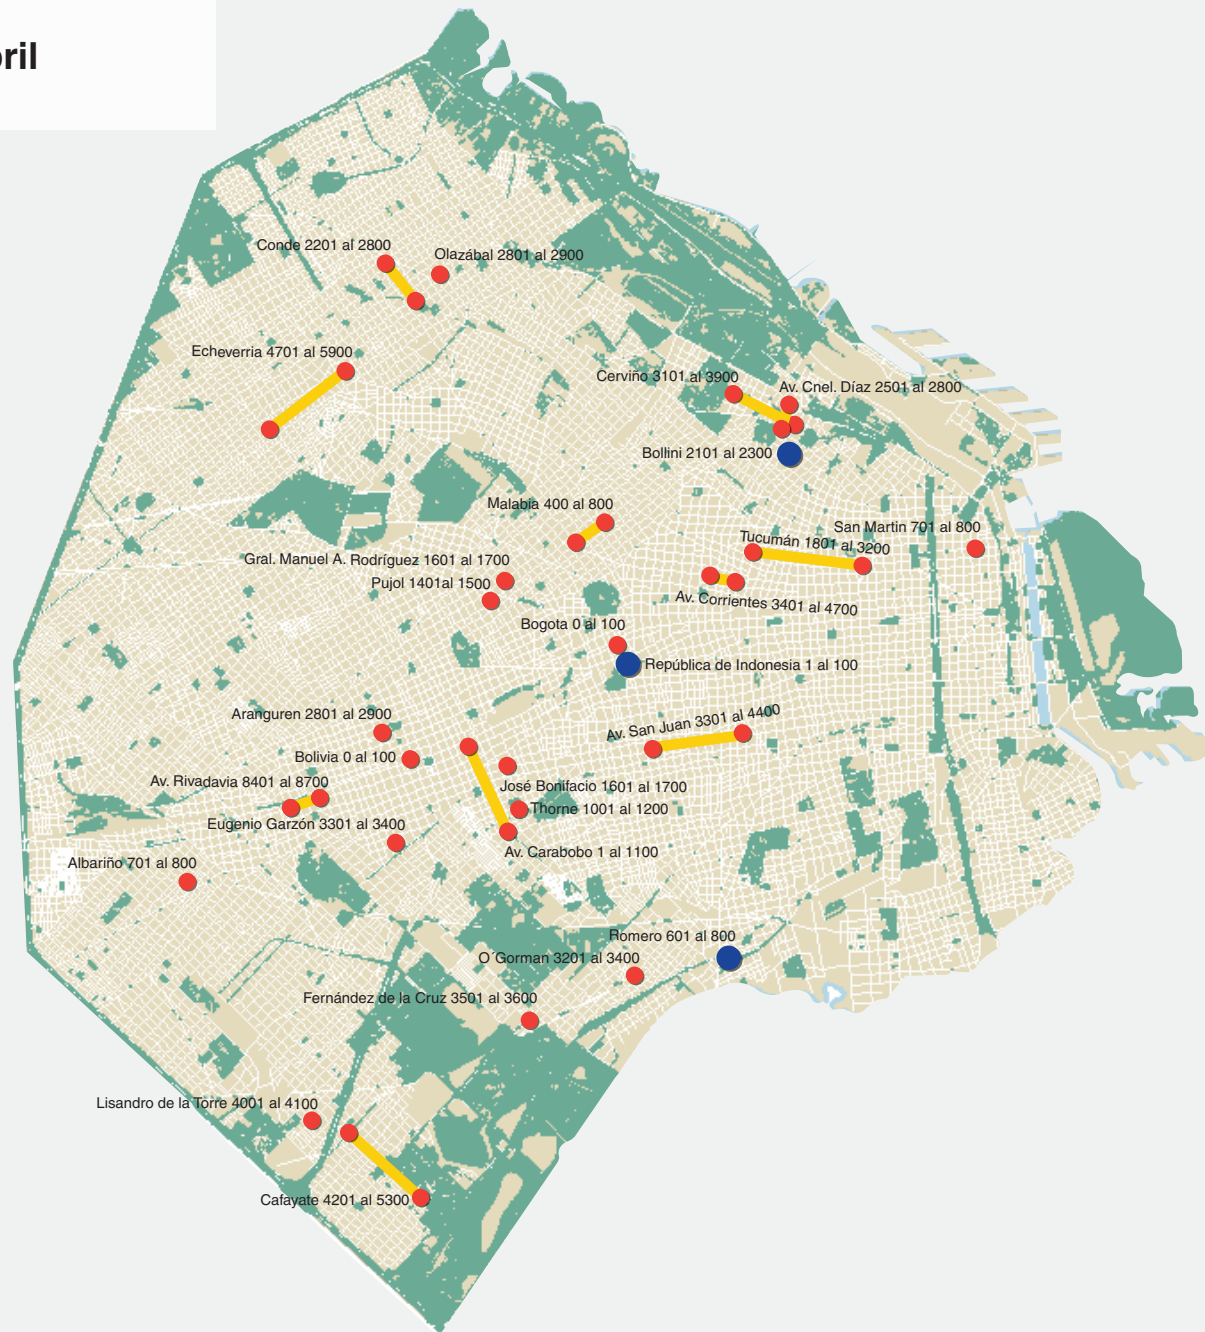 ril
Conde 2201 al 2800
Olazábal 2801 al 2900
Echeverria 4701 al 5900
Cerviño 3101 al 3900
Av. Cnel. Díaz 2501 al 2800
Bollini 2101 al 2300
Malabia 400 al 800
San Martin 701 al 800
Tucumán 1801 al 3200
Gral. Manuel A. Rodríguez 1601 al 1700
Pujol 1401al 1500
Av. Corrientes 3401 al 4700
Bogota 0 al 100
República de Indonesia 1 al 100
Aranguren 2801 al 2900
Av. San Juan 3301 al 4400
Bolivia 0 al 100
Av. Rivadavia 8401 al 8700
José Bonifacio 1601 al 1700
Thorne 1001 al 1200
Eugenio Garzón 3301 al 3400
Av. Carabobo 1 al 1100
Albariño 701 al 800
Romero 601 al 800
O´Gorman 3201 al 3400
Fernández de la Cruz 3501 al 3600
Lisandro de la Torre 4001 al 4100
Cafayate 4201 al 5300